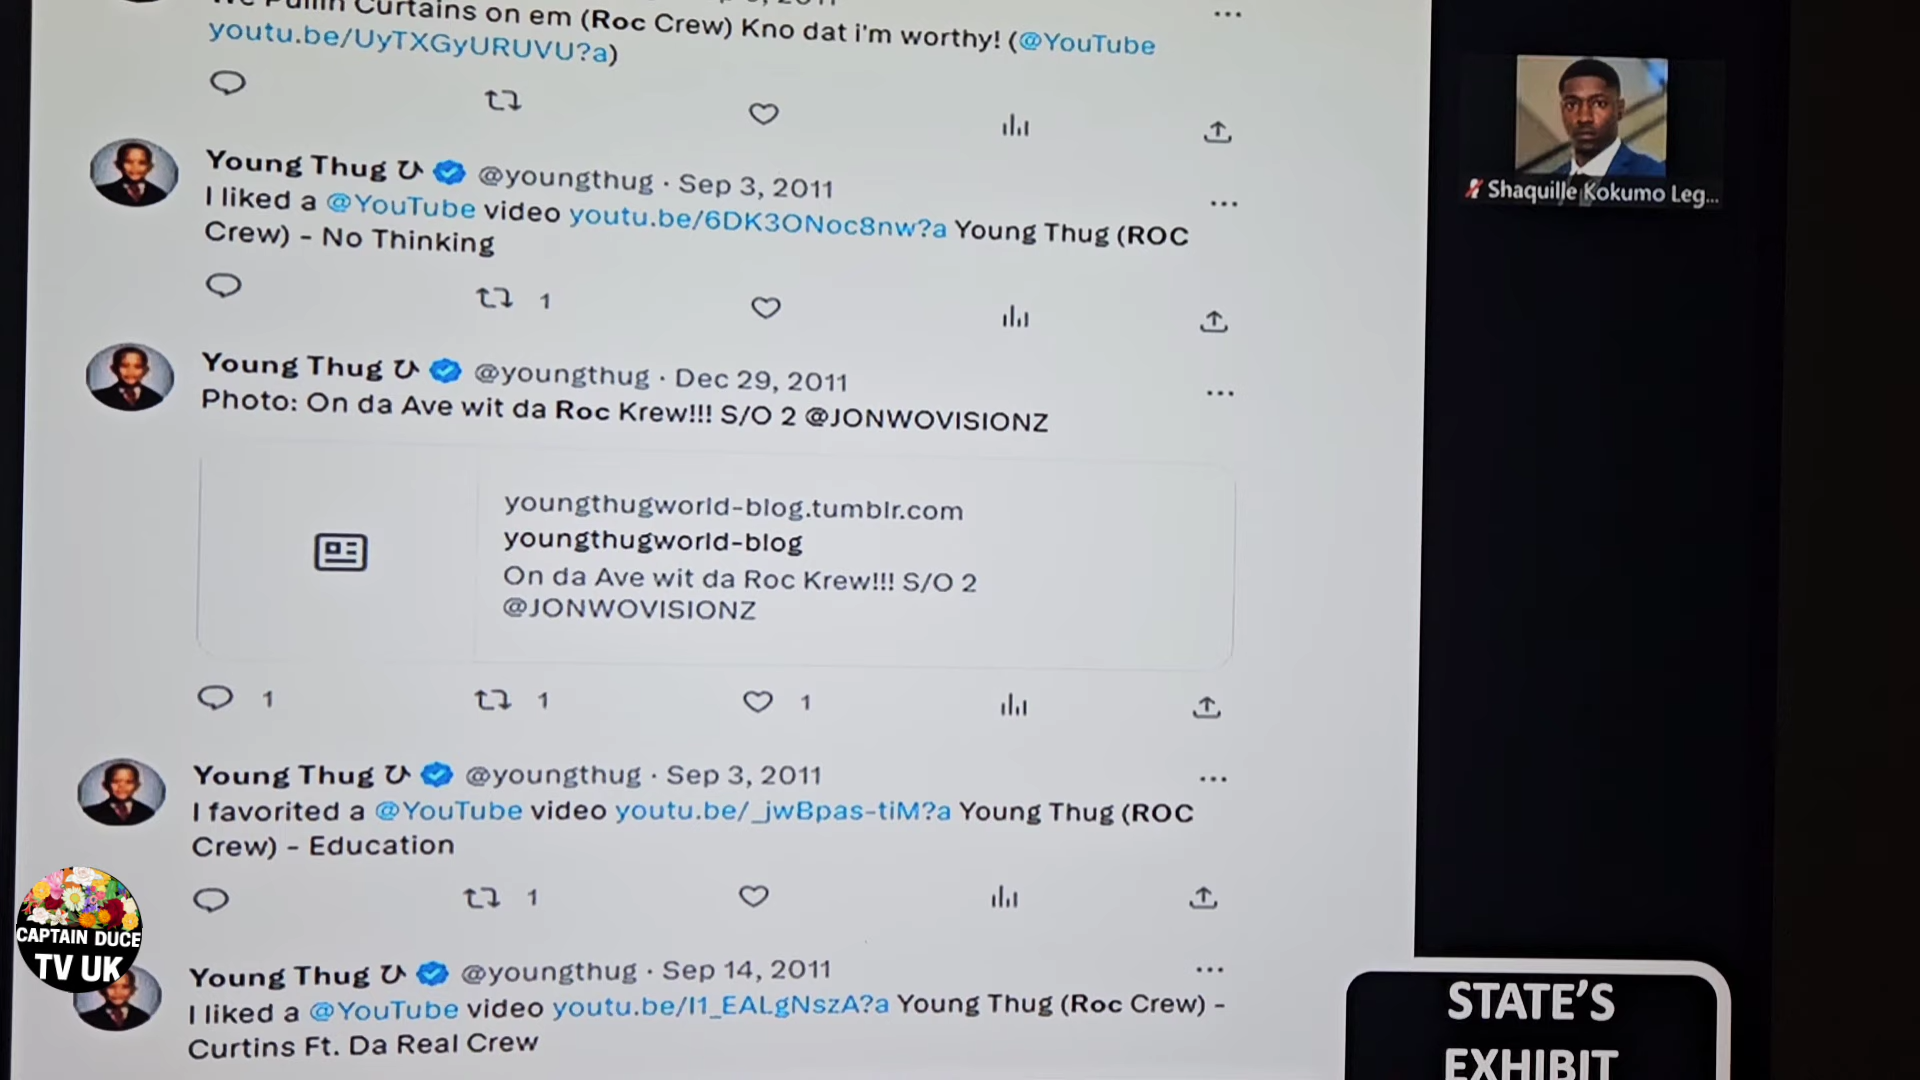 We Pullin Curtains on em (Roc Crew) Kno dat i'm worthy! (@YouTube
youtu.be/UyTXGyURUVU?a)
Young Thug ひ @youngthug · Sep 3, 2011
I liked a @YouTube video youtu.be/6DK3ONoc8nw?a Young Thug (ROC
Crew) - No Thinking
1
Young Thug ひ @youngthug · Dec 29, 2011
Photo: On da Ave wit da Roc Krew!!! S/O 2 @JONWOVISIONZ
youngthugworld-blog.tumblr.com
youngthugworld-blog
On da Ave wit da Roc Krew!!! S/O 2
@JONWOVISIONZ
1 1 1
Young Thug ひ @youngthug · Sep 3, 2011
I favorited a @YouTube video youtu.be/_jwBpas-tiM?a Young Thug (ROC
Crew) - Education
1
Young Thug ひ @youngthug · Sep 14, 2011
I liked a @YouTube video youtu.be/I1_EALgNszA?a Young Thug (Roc Crew) -
Curtins Ft. Da Real Crew
Shaquille Kokumo Leg...
CAPTAIN DUCE
TV UK
STATE'S
EXHIBIT